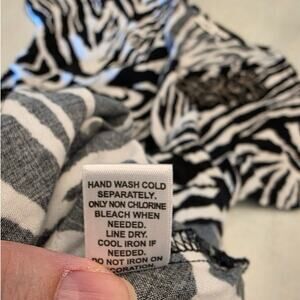 HAND WASH COLD
SEPARATELY,
ONLY NON CHLORINE
BLEACH WHEN
NEEDED.
LINE DRY.
COOL IRON IF
NEEDED.
DO NOT IRON ON
DECORATION.